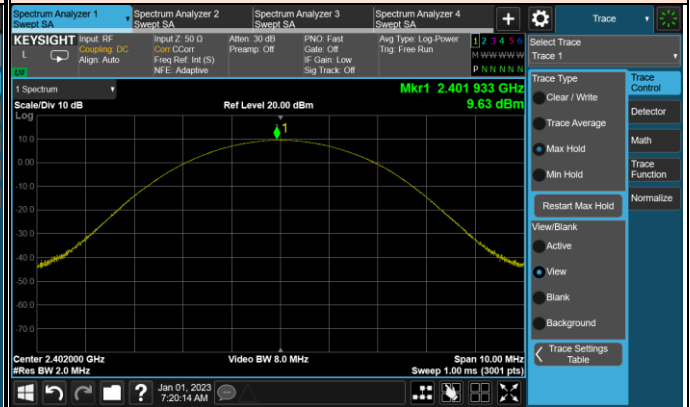 Spectrum Analyzer 1
Swept SA
Spectrum Analyzer 2
Swept SA
Spectrum Analyzer 3
Swept SA
Spectrum Analyzer 4
Swept SA
+
Trace
KEYSIGHT
L
LXI
Input: RF
Coupling: DC
Align: Auto
Input Z: 50 Ω
Corr CCorr
Freq Ref: Int (S)
NFE: Adaptive
Atten: 30 dB
Preamp: Off
PNO: Fast
Gate: Off
IF Gain: Low
Sig Track: Off
Avg Type: Log-Power
Trig: Free Run
1 2 3 4 5 6
M W W W W W
P N N N N N
Select Trace
Trace 1
1 Spectrum
Mkr1 2.401 933 GHz
Scale/Div 10 dB
Ref Level 20.00 dBm
9.63 dBm
Log
1
10.0
0.00
-10.0
-20.0
-30.0
-40.0
-50.0
-60.0
-70.0
Center 2.402000 GHz
Video BW 8.0 MHz
Span 10.00 MHz
#Res BW 2.0 MHz
Sweep 1.00 ms (3001 pts)
Trace Type
Clear / Write
Trace Average
Max Hold
Min Hold
Restart Max Hold
View/Blank
Active
View
Blank
Background
Trace Settings
Table
Trace
Control
Detector
Math
Trace
Function
Normalize
?
Jan 01, 2023
7:20:14 AM